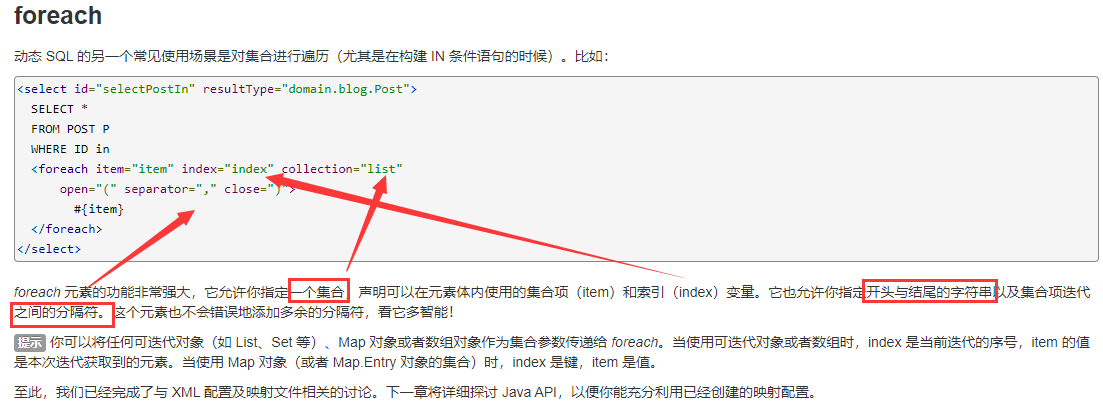 foreach
动态 SQL 的另一个常见使用场景是对集合进行遍历（尤其是在构建 IN 条件语句的时候）。比如：
<select id="selectPostIn" resultType="domain.blog.Post">
SELECT *
FROM POST P
WHERE ID in
<foreach item="item" index="index" collection="list"
open="(" separator="," close=")">
#{item}
</foreach>
</select>
foreach 元素的功能非常强大，它允许你指定一个集合，声明可以在元素体内使用的集合项（item）和索引（index）变量。它也允许你指定开头与结尾的字符串以及集合项迭代
之间的分隔符。这个元素也不会错误地添加多余的分隔符，看它多智能！
提示 你可以将任何可迭代对象（如 List、Set 等）、Map 对象或者数组对象作为集合参数传递给 foreach。当使用可迭代对象或者数组时，index 是当前迭代的序号，item 的值
是本次迭代获取到的元素。当使用 Map 对象（或者 Map.Entry 对象的集合）时，index 是键，item 是值。
至此，我们已经完成了与 XML 配置及映射文件相关的讨论。下一章将详细探讨 Java API，以便你能充分利用已经创建的映射配置。